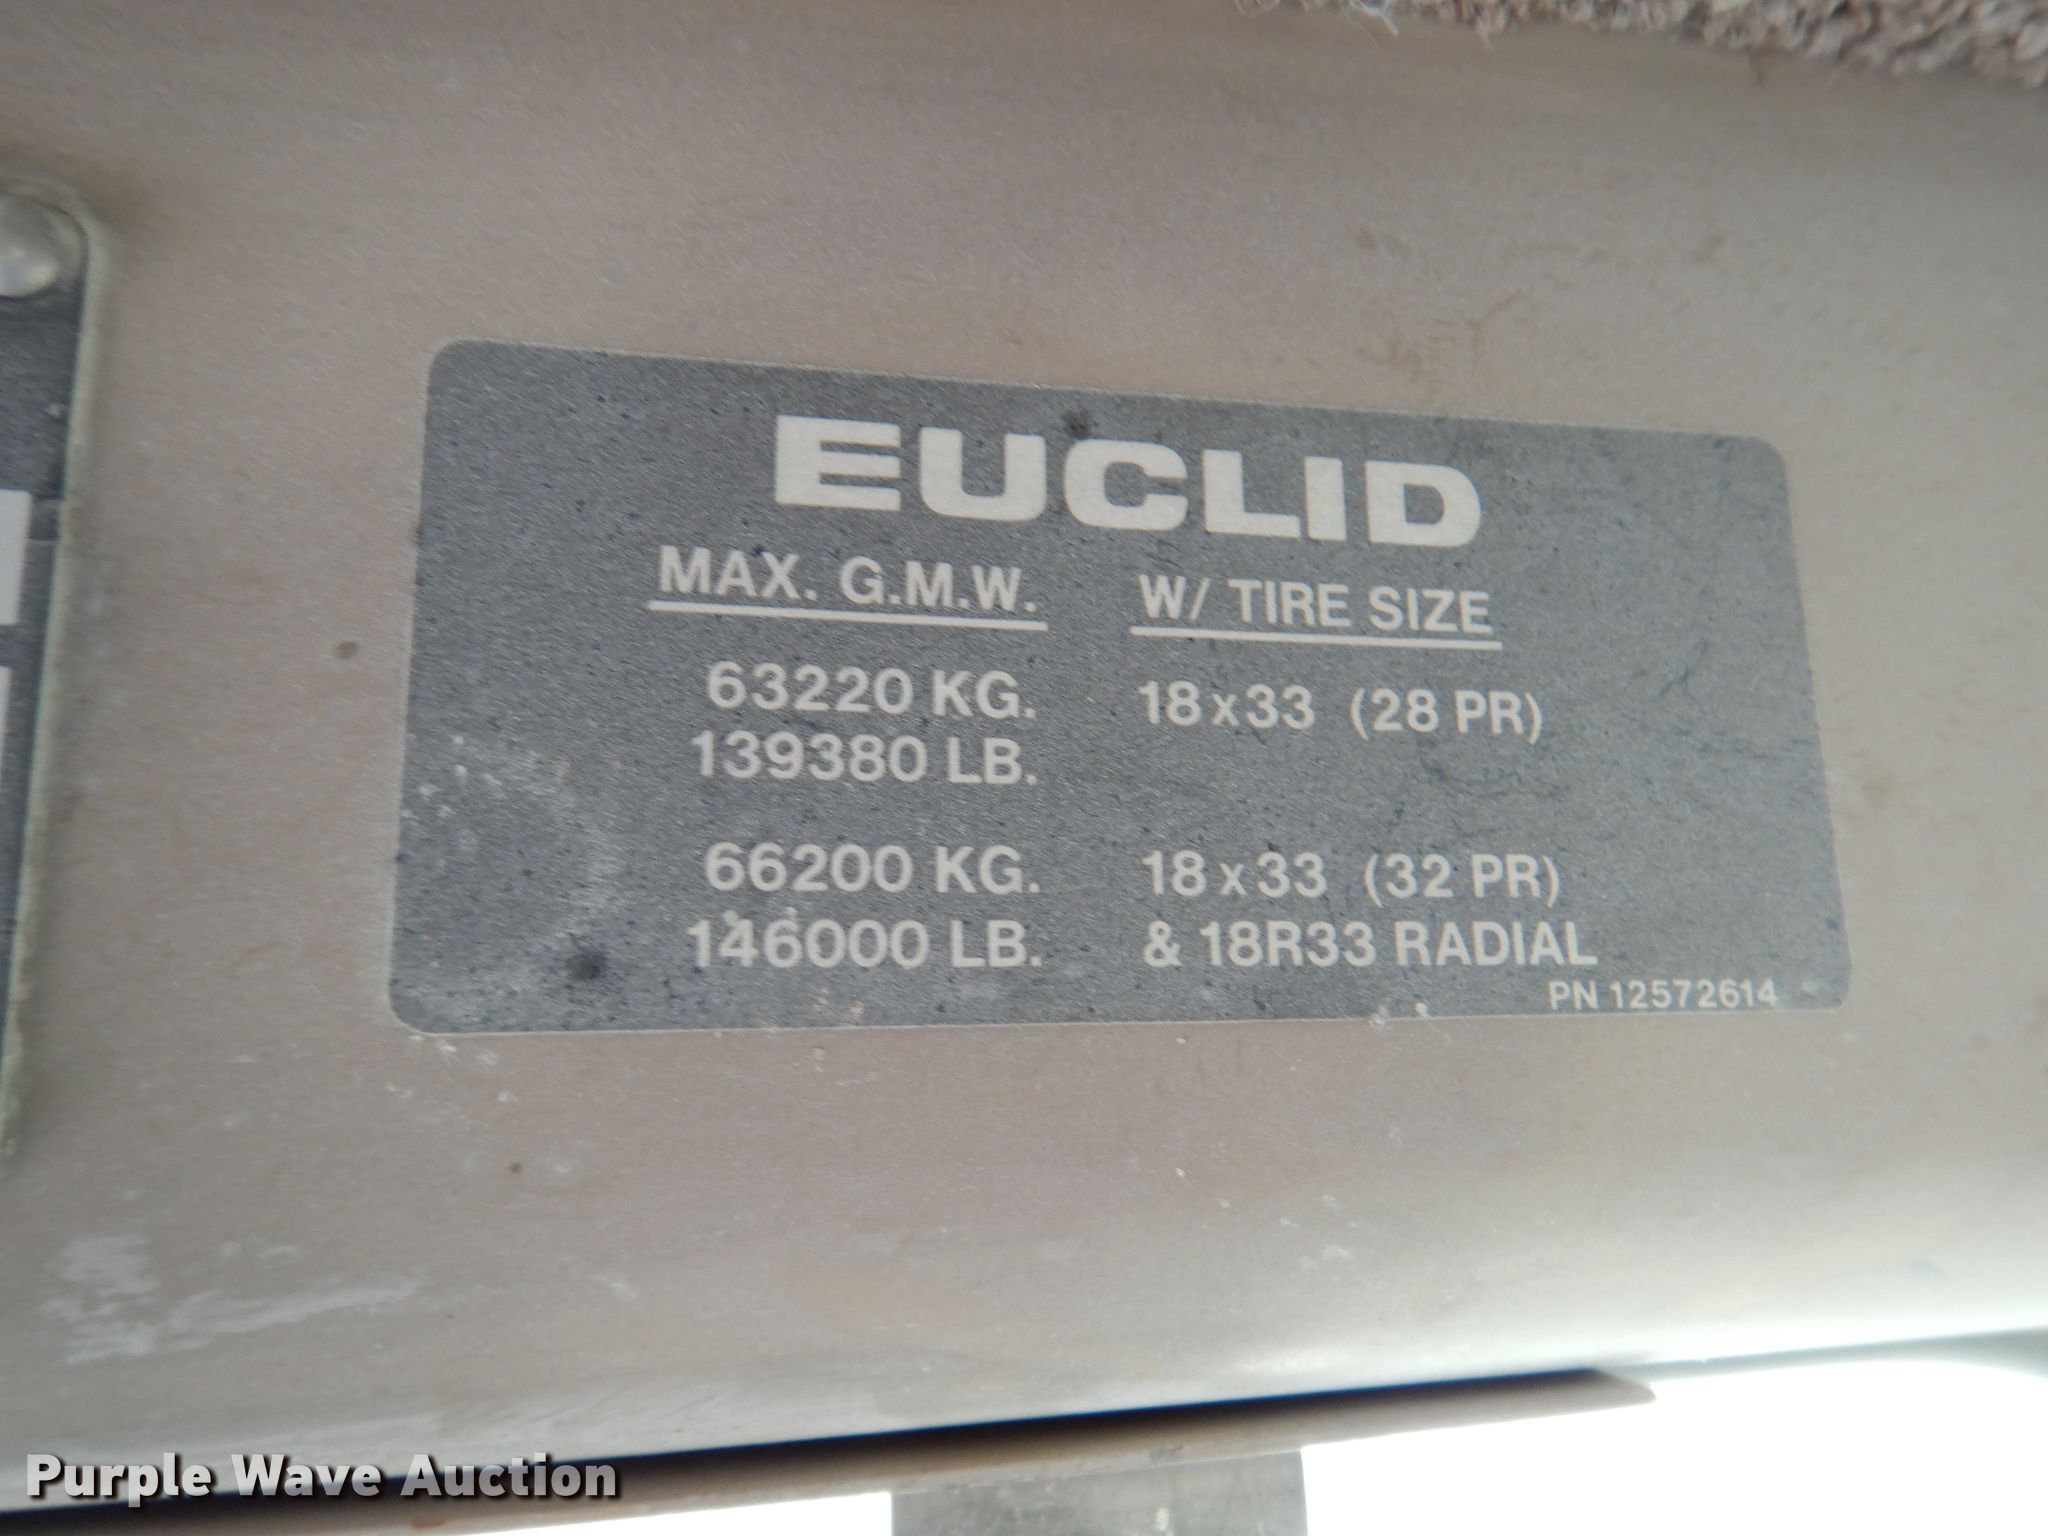 EUCLID
MAX. G.M.W. W/ TIRE SIZE
63220 KG. 18x33 (28 PR)
139380 LB.
66200 KG. 18x33 (32 PR)
146000 LB. & 18R33 RADIAL
PN 12572614
Purple Wave Auction